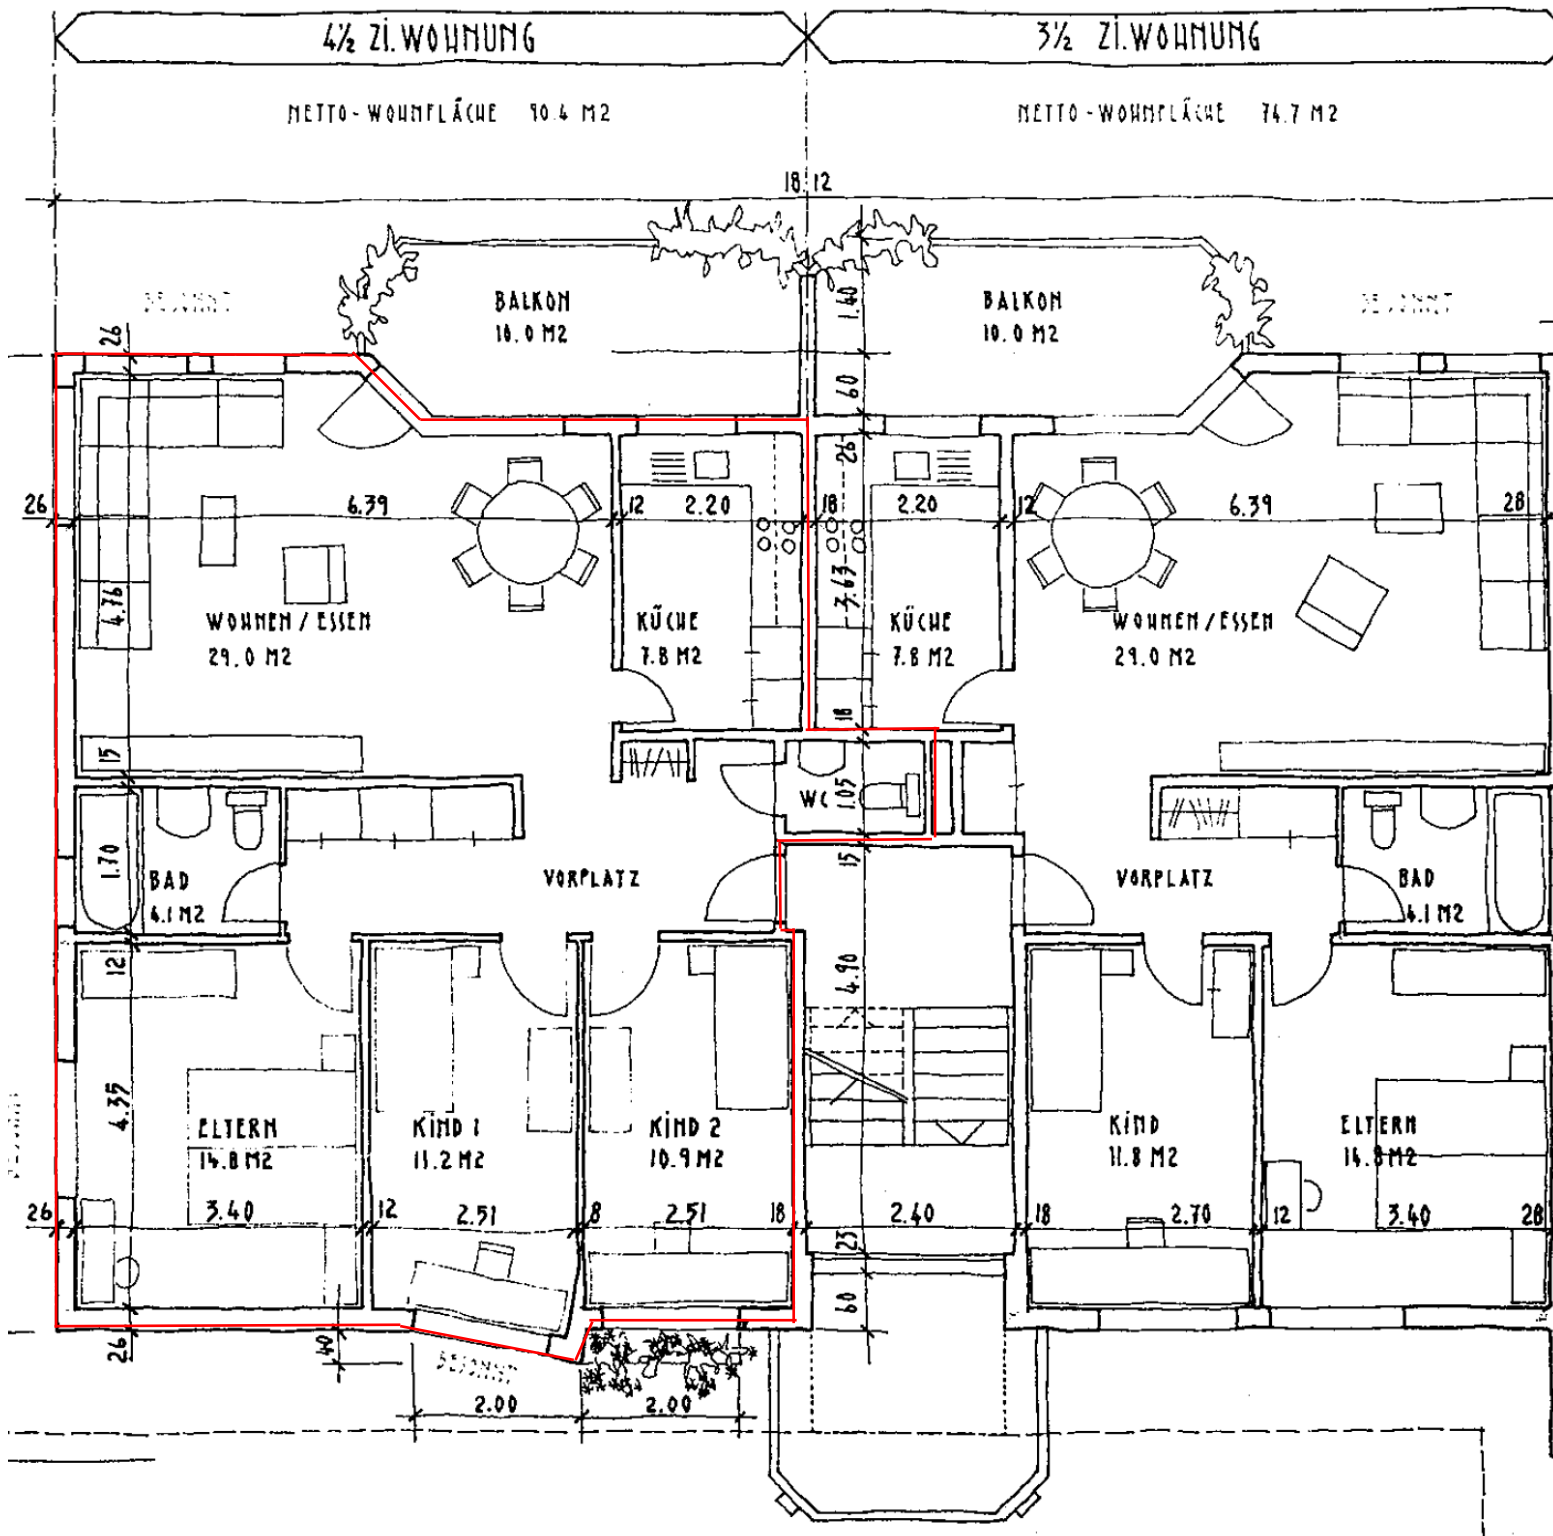 4½ ZI.WOHNUNG
3½ ZI.WOHNUNG
NETTO-WOHNFLÄCHE 90.4 M2
NETTO-WOHNFLÄCHE 74.7 M2
18.12
BALKON
10.0 M2
BALKON
10.0 M2
BESONNT
BESONNT
26
1.40
60
26
26
6.39
12
2.20
18
2.20
12
6.39
28
4.76
3.63
WOHNEN / ESSEN
29.0 M2
KÜCHE
7.8 M2
KÜCHE
7.8 M2
WOHNEN / ESSEN
29.0 M2
18
15
WC
1.05
1.70
BAD
4.1 M2
VORPLATZ
15
VORPLATZ
BAD
4.1 M2
12
4.90
4.35
ELTERN
14.8 M2
KIND 1
11.2 M2
KIND 2
10.9 M2
KIND
11.8 M2
ELTERN
14.8 M2
26
3.40
12
2.51
8
2.51
18
2.40
18
2.70
12
3.40
28
23
60
26
40
BESONNT
2.00
2.00